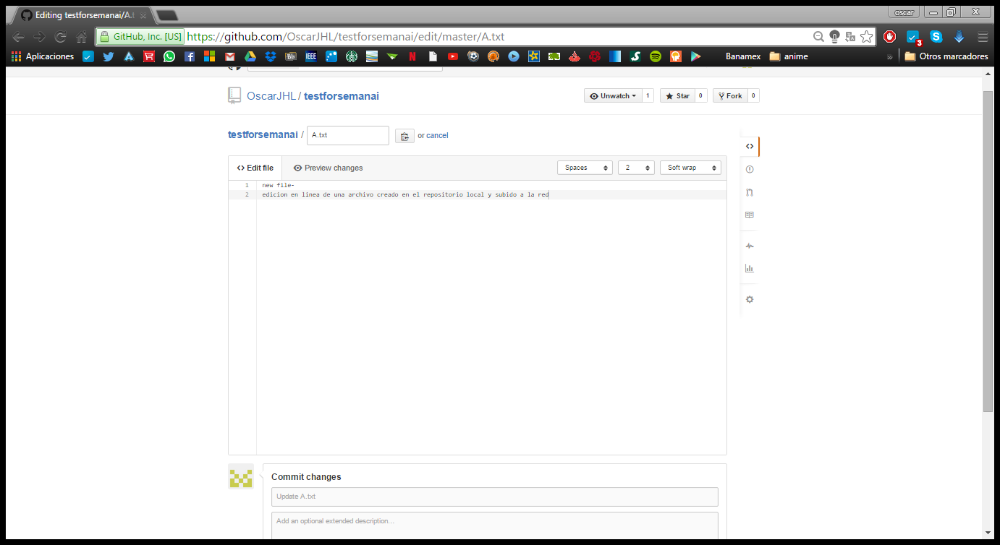 Editing testforsemanai/A.t
oscar
GitHub, Inc. [US] https://github.com/OscarJHL/testforsemanai/edit/master/A.txt
3
Aplicaciones
Bb
IEEE
Banamex
anime
»
Otros marcadores
OscarJHL / testforsemanai
Unwatch 1
Star 0
Fork 0
testforsemanai / A.txt or cancel
<> Edit file
Preview changes
Spaces
2
Soft wrap
1 new file-
2 edicion en linea de una archivo creado en el repositorio local y subido a la red
Commit changes
Update A.txt
Add an optional extended description...